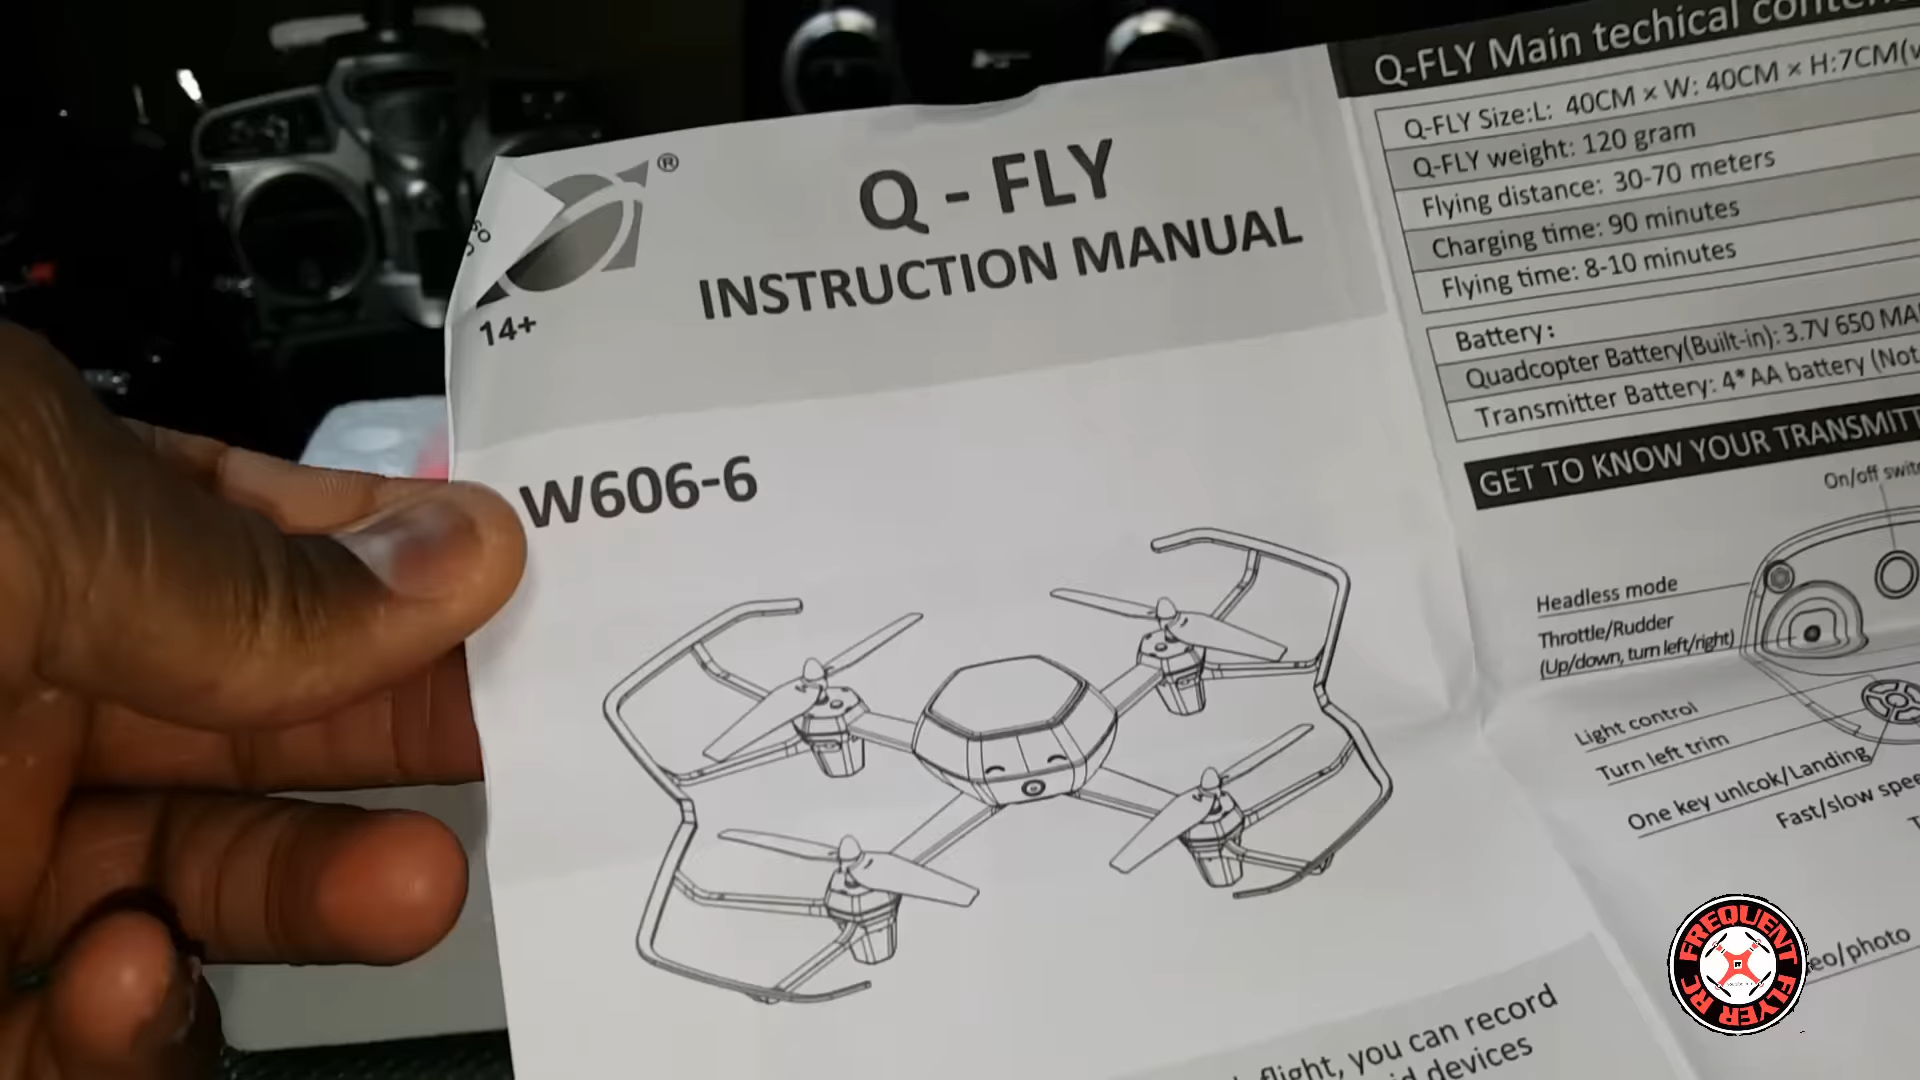 ®
14+
Q - FLY
INSTRUCTION MANUAL
W606-6
flight, you can record
devices
Q-FLY Main techical
Q-FLY Size:L: 40CM × W: 40CM × H:7CM
Q-FLY weight: 120 gram
Flying distance: 30-70 meters
Charging time: 90 minutes
Flying time: 8-10 minutes
Battery:
Quadcopter Battery(Built-in): 3.7V 650
Transmitter Battery: 4*AA battery (Not
GET TO KNOW YOUR
On/off
Headless mode
Throttle/Rudder
(Up/down, turn left/right)
Light control
Turn left trim
One key unlcok/Landing
Fast/slow
/photo
FREQUENT FLYER RC